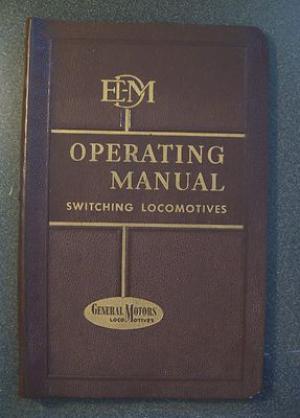 EMD
OPERATING
MANUAL
SWITCHING LOCOMOTIVES
GENERAL MOTORS
LOCOMOTIVES